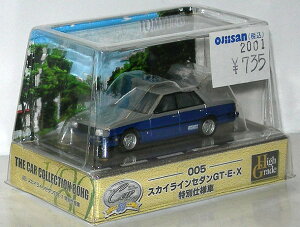 ojisan (税込)
2001
¥735
THE CAR COLLECTION 80HG
005
スカイラインセダンGT-E・X
特別仕様車
High
Grade